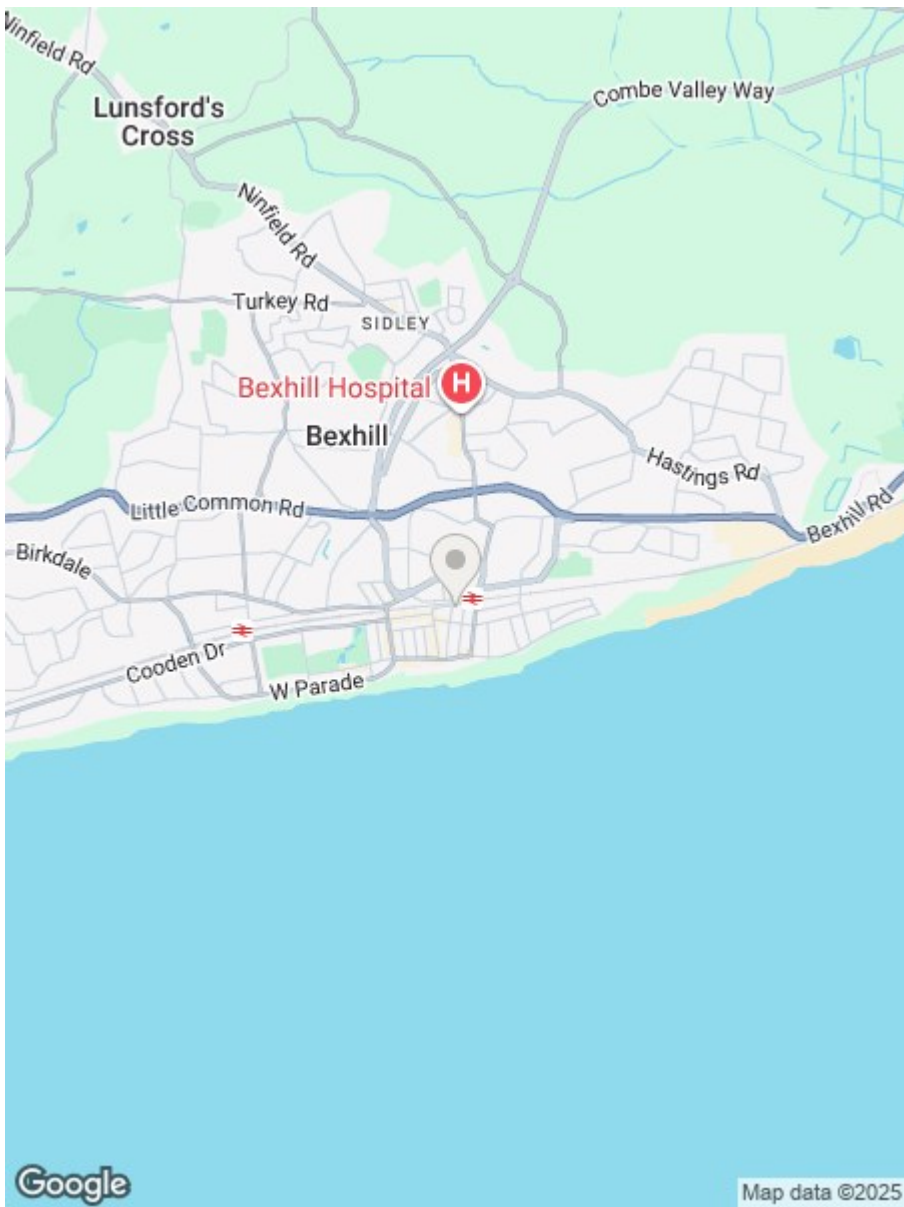 Ninfield Rd
Lunsford's
Cross
Combe Valley Way
Ninfield Rd
Turkey Rd
SIDLEY
Bexhill Hospital
H
Bexhill
Hastings Rd
Little Common Rd
Bexhill Rd
Birkdale
Cooden Dr
W Parade
Google
Map data ©2025